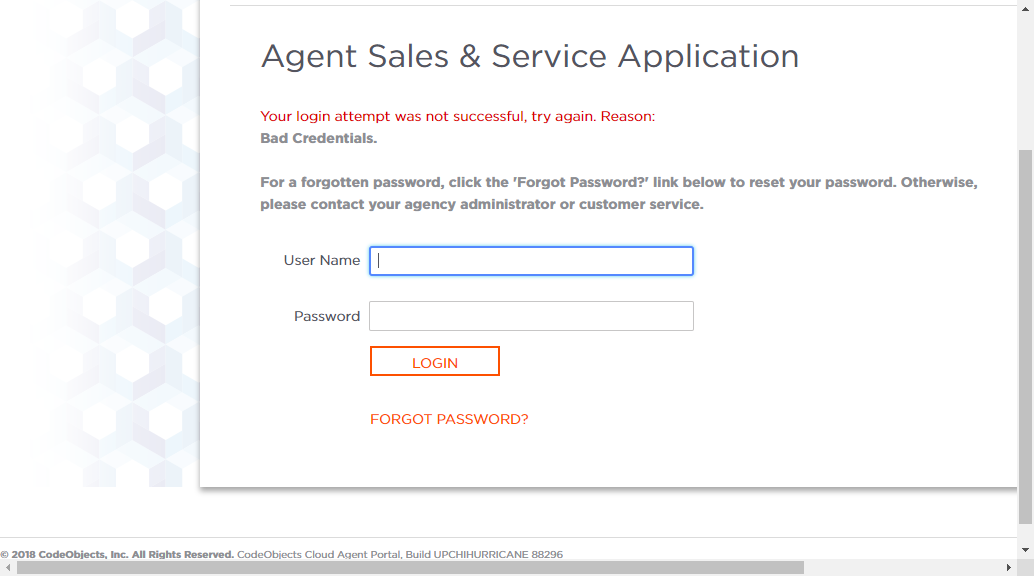 Agent Sales & Service Application
Your login attempt was not successful, try again. Reason:
Bad Credentials.
For a forgotten password, click the 'Forgot Password?' link below to reset your password. Otherwise,
please contact your agency administrator or customer service.
User Name
Password
LOGIN
FORGOT PASSWORD?
© 2018 CodeObjects, Inc. All Rights Reserved. CodeObjects Cloud Agent Portal, Build UPCHIHURRICANE 88296